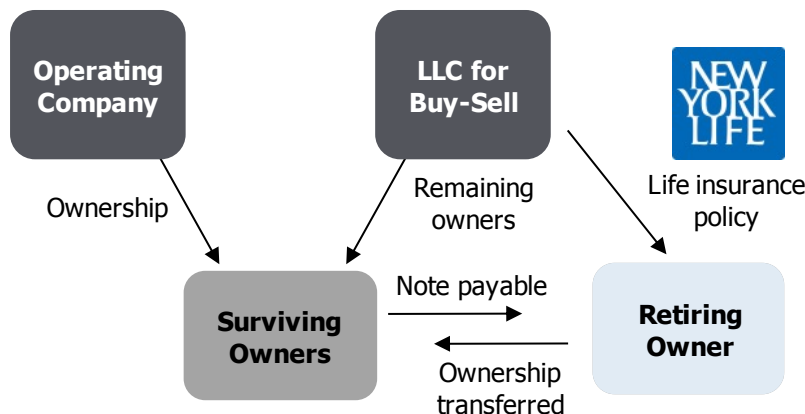 Operating
Company
LLC for
Buy-Sell
NEW
YORK
LIFE
Ownership
Remaining
owners
Life insurance
policy
Surviving
Owners
Note payable
Retiring
Owner
Ownership
transferred